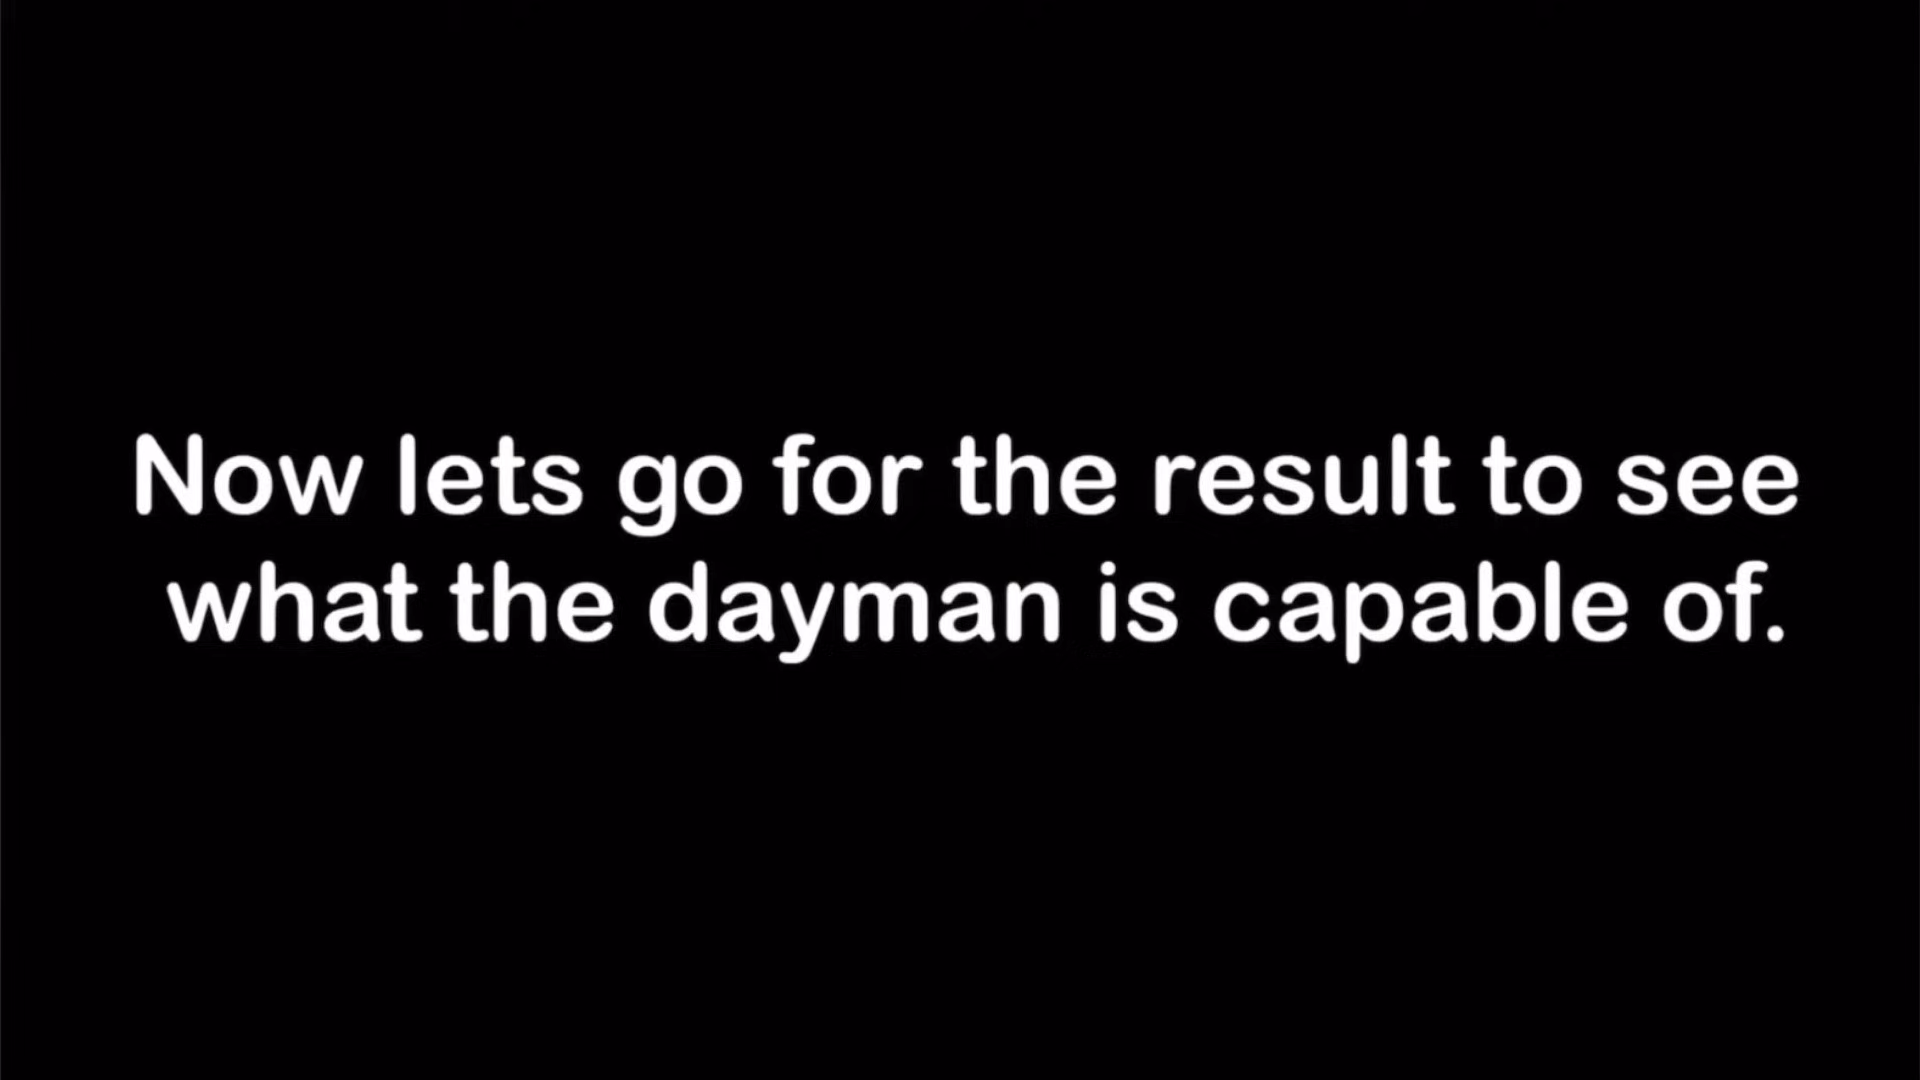 Now lets go for the result to see
what the dayman is capable of.